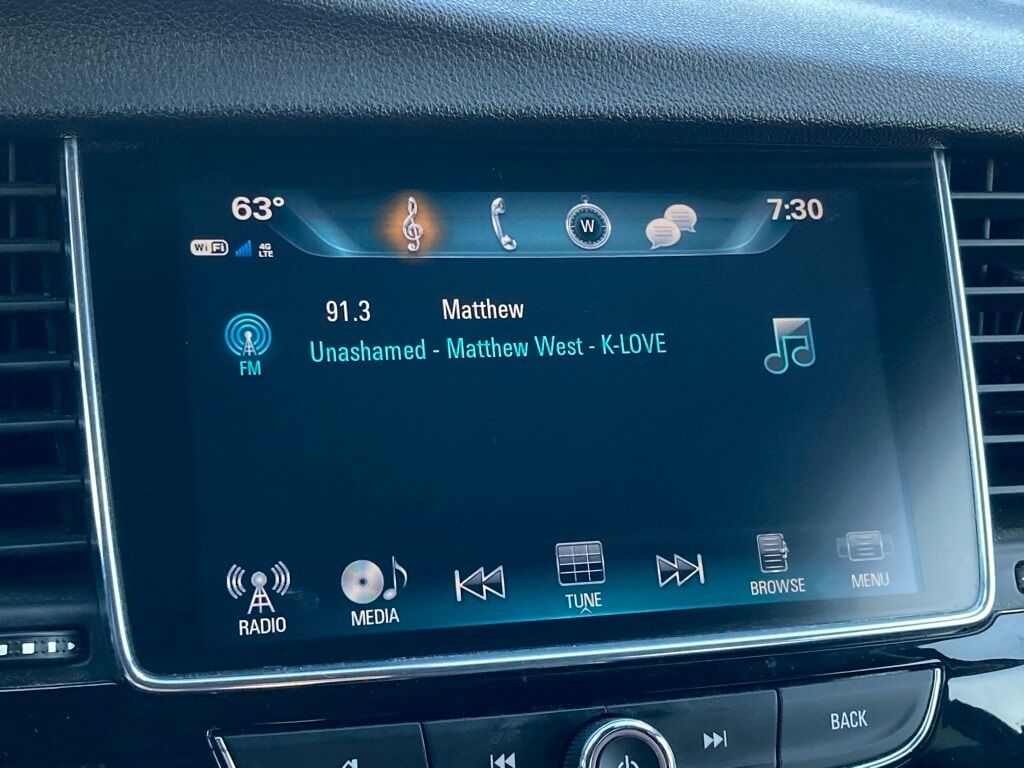 63° 7:30
WiFi 4G LTE W
91.3 Matthew
FM Unashamed - Matthew West - K-LOVE
RADIO MEDIA TUNE BROWSE MENU
BACK